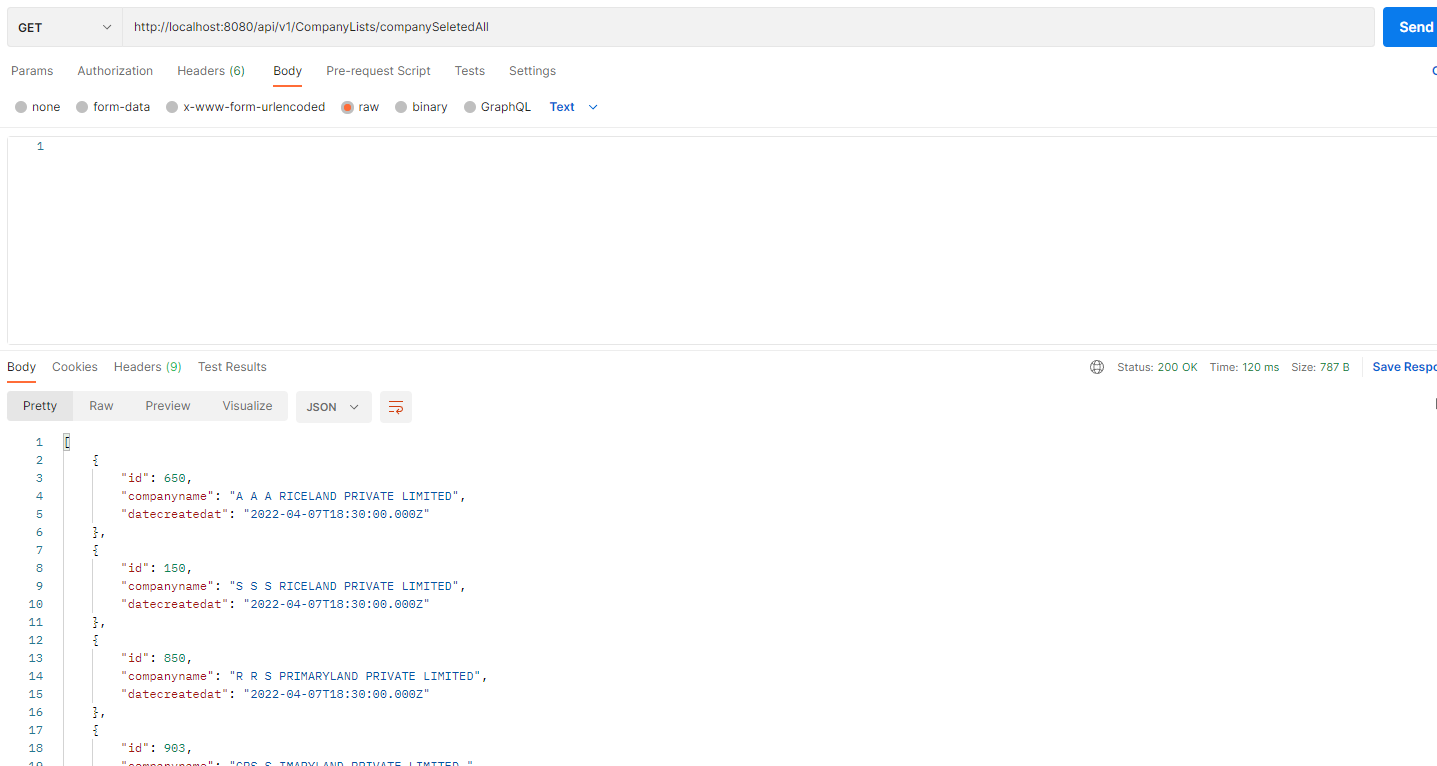 GET http://localhost:8080/api/v1/CompanyLists/companySeletedAll Send
Params Authorization Headers (6) Body Pre-request Script Tests Settings
none form-data x-www-form-urlencoded raw binary GraphQL Text
1
Body Cookies Headers (9) Test Results Status: 200 OK Time: 120 ms Size: 787 B Save Respo
Pretty Raw Preview Visualize JSON
1 [
2 {
3 "id": 650,
4 "companyname": "A A A RICELAND PRIVATE LIMITED",
5 "datecreatedat": "2022-04-07T18:30:00.000Z"
6 },
7 {
8 "id": 150,
9 "companyname": "S S S RICELAND PRIVATE LIMITED",
10 "datecreatedat": "2022-04-07T18:30:00.000Z"
11 },
12 {
13 "id": 850,
14 "companyname": "R R S PRIMARYLAND PRIVATE LIMITED",
15 "datecreatedat": "2022-04-07T18:30:00.000Z"
16 },
17 {
18 "id": 903,
19 "companyname": S IMARYLAND PRIVATE LIMITED "